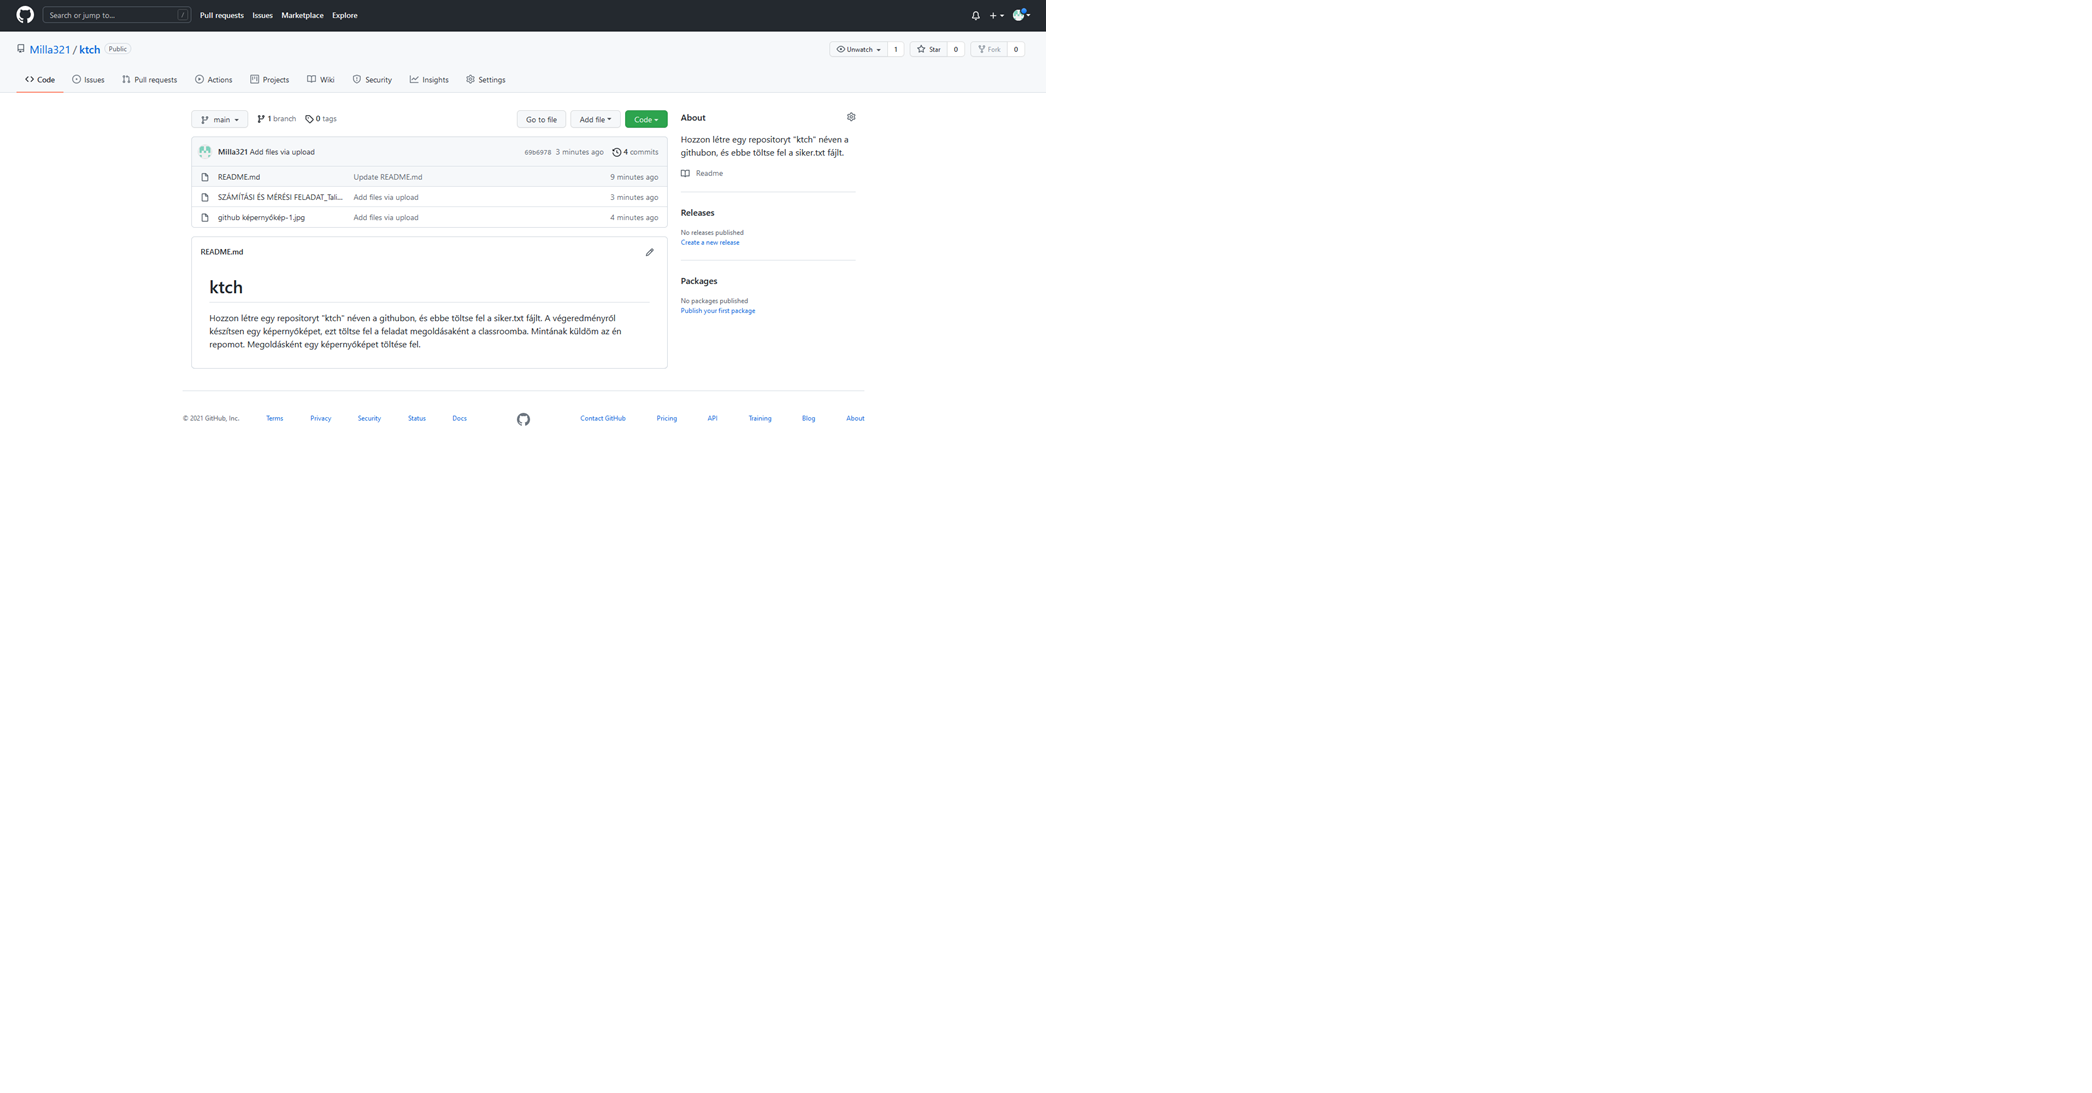 Search or jump to... /
Pull requests Issues Marketplace Explore
Milla321 / ktch Public
Unwatch 1 Star 0 Fork 0
Code Issues Pull requests Actions Projects Wiki Security Insights Settings
main 1 branch 0 tags Go to file Add file Code
Milla321 Add files via upload 69b6978 3 minutes ago 4 commits
README.md Update README.md 9 minutes ago
SZÁMÍTÁSI ÉS MÉRÉSI FELADAT_Tali... Add files via upload 3 minutes ago
github képernyőkép-1.jpg Add files via upload 4 minutes ago
README.md
ktch
Hozzon létre egy repositoryt "ktch" néven a githubon, és ebbe töltse fel a siker.txt fájlt. A végeredményről
készítsen egy képernyőképet, ezt töltse fel a feladat megoldásaként a classroomba. Mintának küldöm az én
repomot. Megoldásként egy képernyőképet töltése fel.
About
Hozzon létre egy repositoryt "ktch" néven a
githubon, és ebbe töltse fel a siker.txt fájlt.
Readme
Releases
No releases published
Create a new release
Packages
No packages published
Publish your first package
© 2021 GitHub, Inc. Terms Privacy Security Status Docs Contact GitHub Pricing API Training Blog About